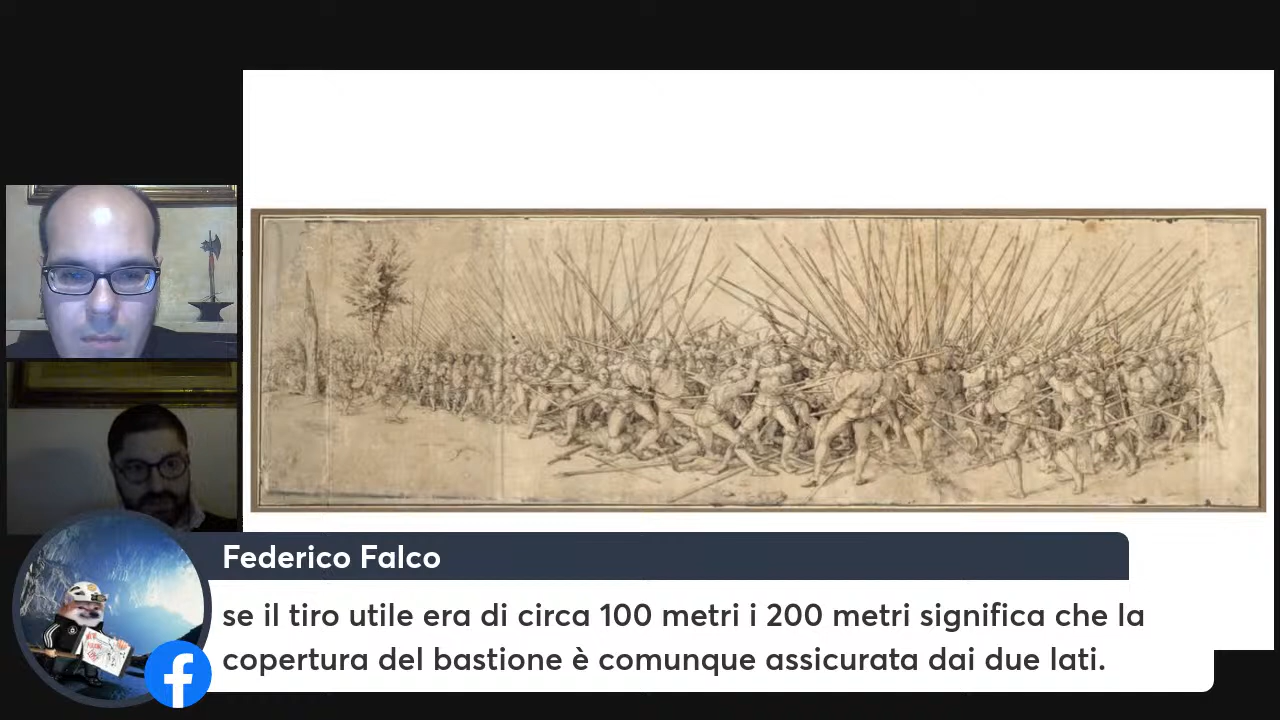 Federico Falco
se il tiro utile era di circa 100 metri i 200 metri significa che la
copertura del bastione è comunque assicurata dai due lati.